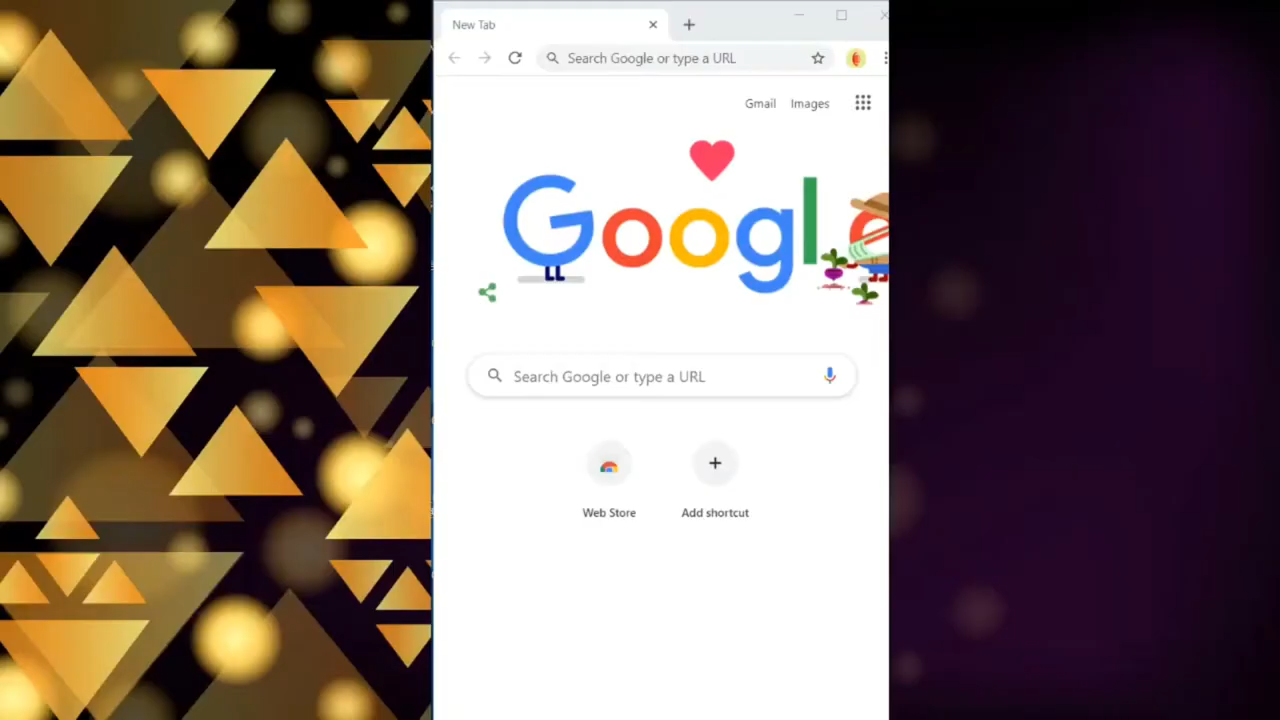 New Tab
Search Google or type a URL
Gmail Images
Google
Search Google or type a URL
Web Store Add shortcut